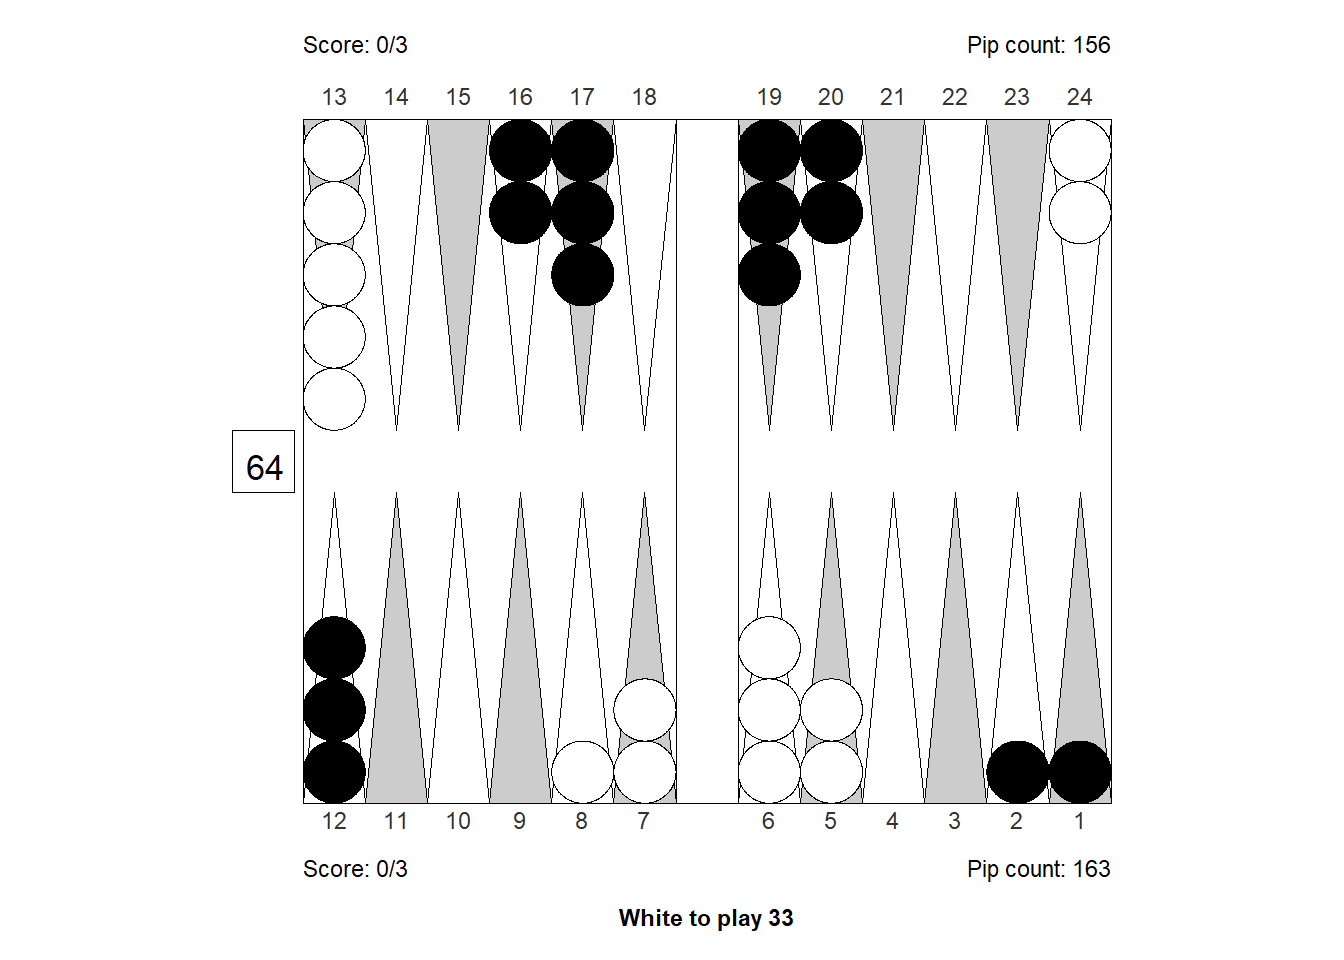 Score: 0/3 Pip count: 156
13 14 15 16 17 18 19 20 21 22 23 24
64
12 11 10 9 8 7 6 5 4 3 2 1
Score: 0/3 Pip count: 163
White to play 33